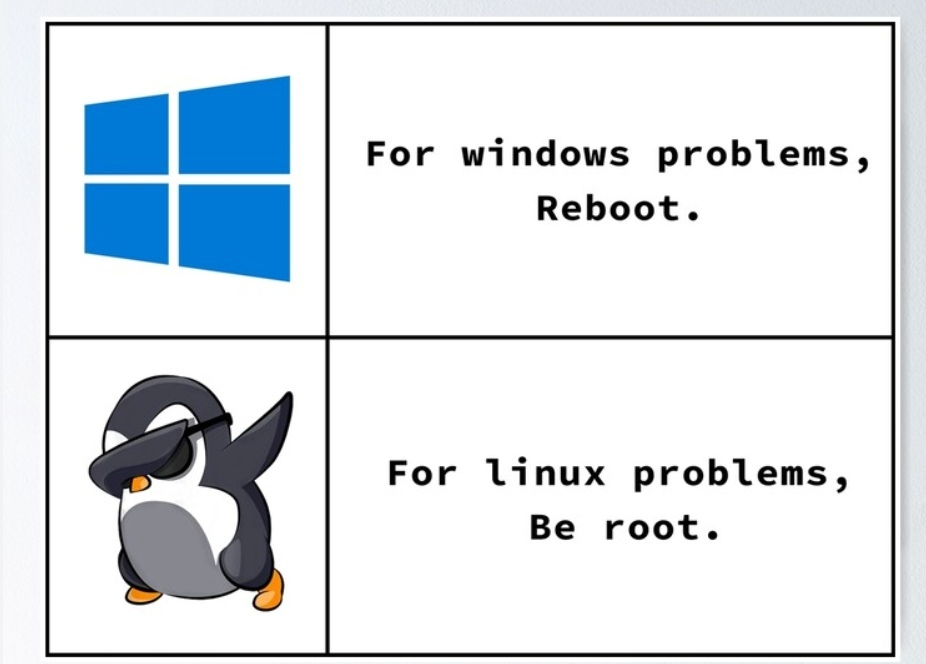 For windows problems,
Reboot.
For linux problems,
Be root.